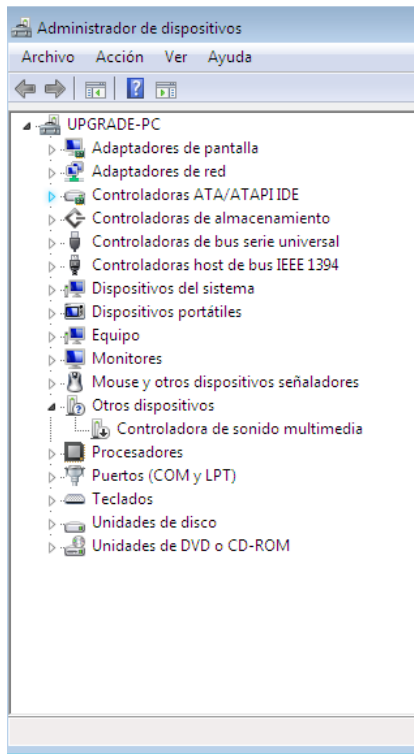 Administrador de dispositivos
Archivo Acción Ver Ayuda
UPGRADE-PC
Adaptadores de pantalla
Adaptadores de red
Controladoras ATA/ATAPI IDE
Controladoras de almacenamiento
Controladoras de bus serie universal
Controladoras host de bus IEEE 1394
Dispositivos del sistema
Dispositivos portátiles
Equipo
Monitores
Mouse y otros dispositivos señaladores
Otros dispositivos
Controladora de sonido multimedia
Procesadores
Puertos (COM y LPT)
Teclados
Unidades de disco
Unidades de DVD o CD-ROM